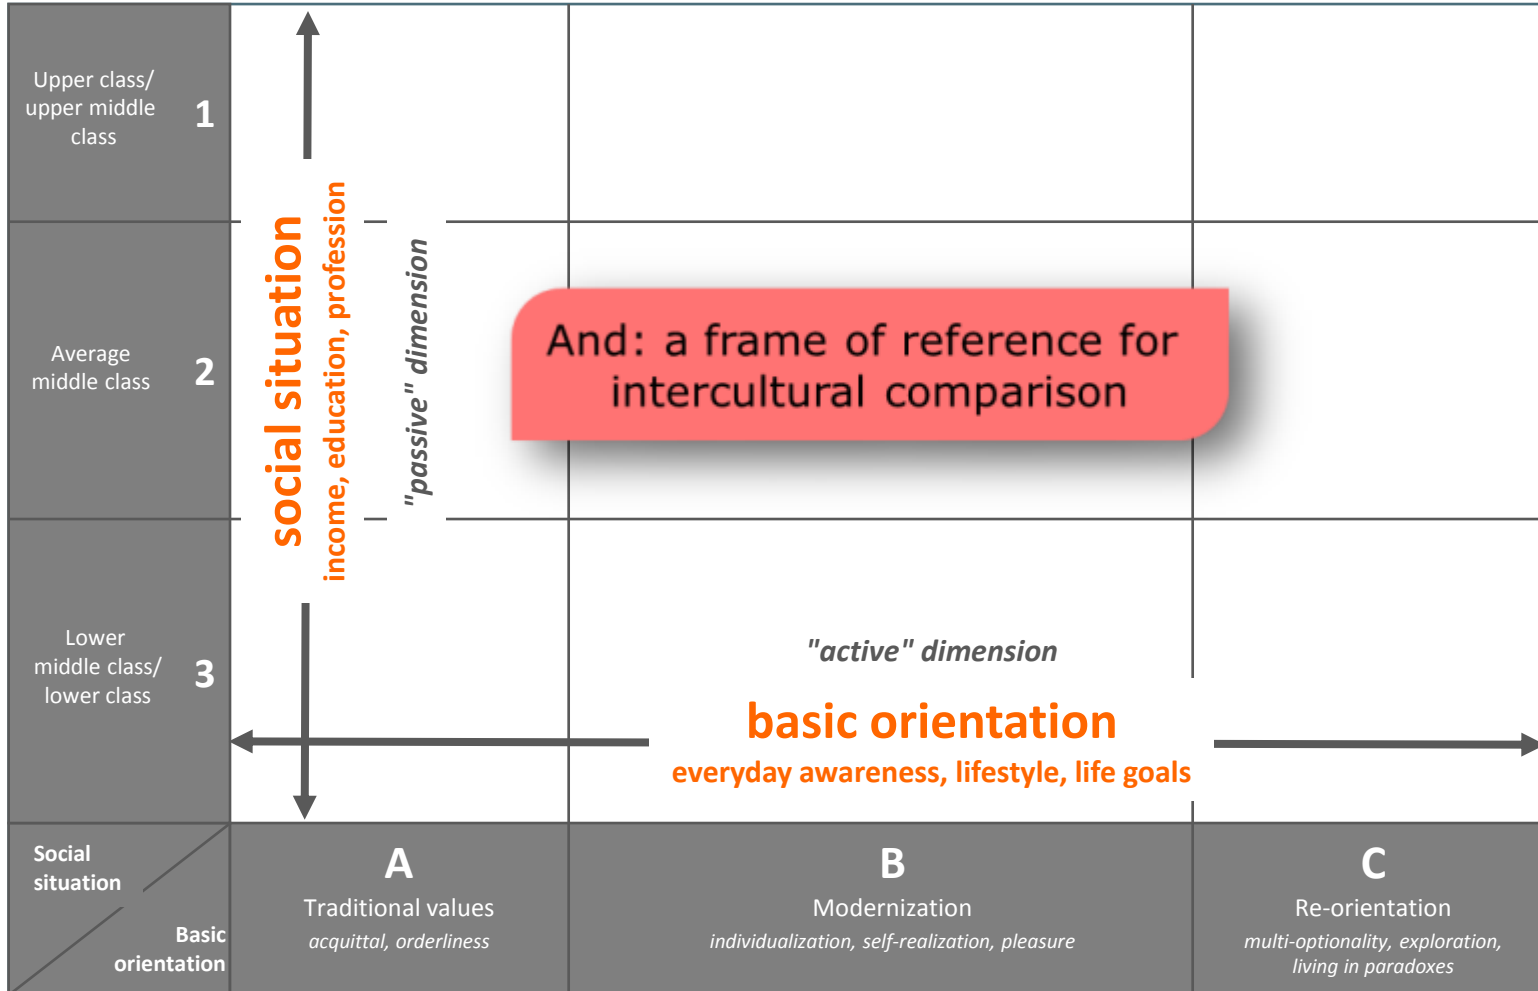 Upper class/
upper middle
class
1
Average
middle class
2
Lower
middle class/
lower class
3
social situation
income, education, profession
"passive" dimension
And: a frame of reference for
intercultural comparison
"active" dimension
basic orientation
everyday awareness, lifestyle, life goals
Social
situation
Basic
orientation
A
Traditional values
acquittal, orderliness
B
Modernization
individualization, self-realization, pleasure
C
Re-orientation
multi-optionality, exploration,
living in paradoxes